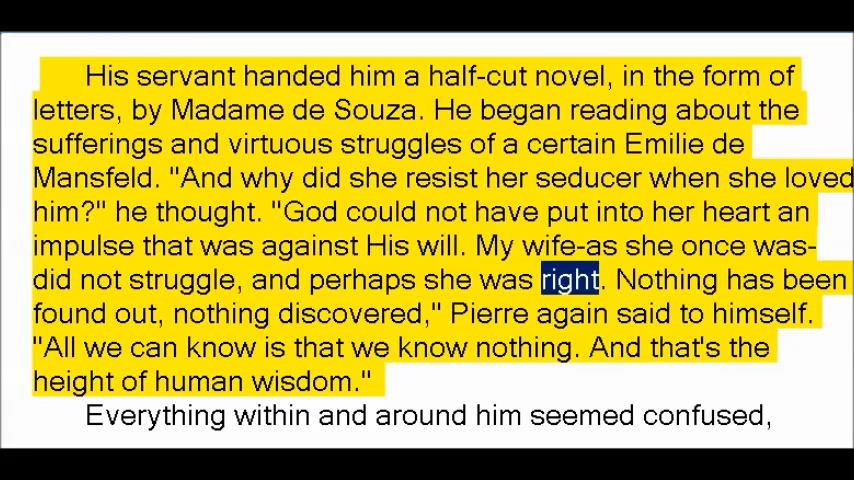 His servant handed him a half-cut novel, in the form of
letters, by Madame de Souza. He began reading about the
sufferings and virtuous struggles of a certain Emilie de
Mansfeld. "And why did she resist her seducer when she loved
him?" he thought. "God could not have put into her heart an
impulse that was against His will. My wife-as she once was-
did not struggle, and perhaps she was right. Nothing has been
found out, nothing discovered," Pierre again said to himself.
"All we can know is that we know nothing. And that's the
height of human wisdom."
Everything within and around him seemed confused,